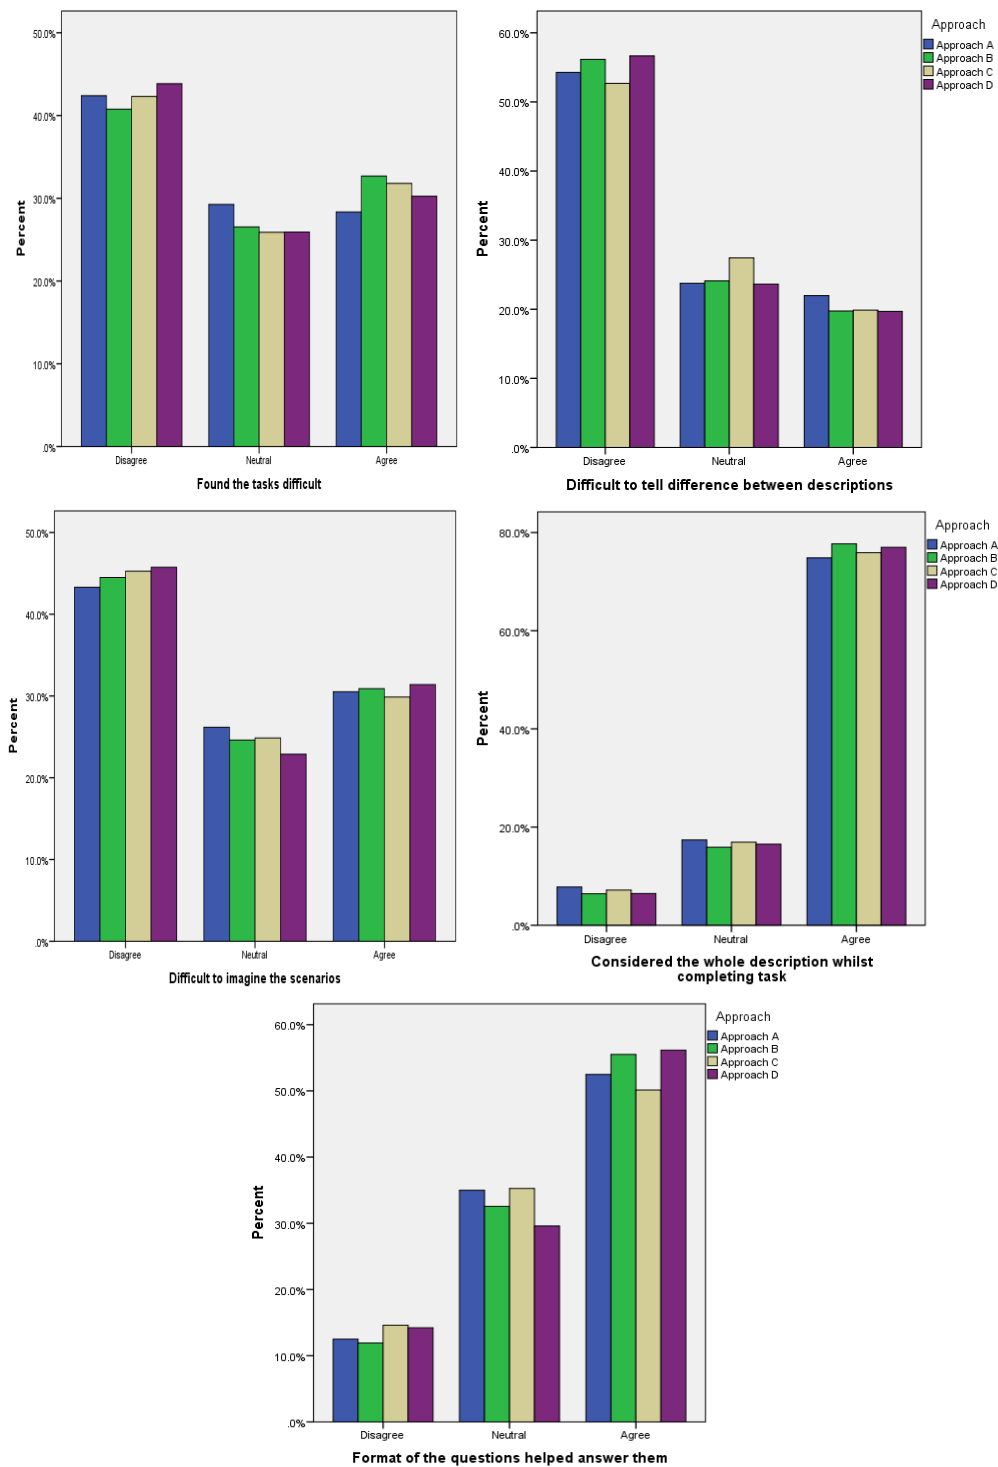 50.0%
40.0%
30.0%
20.0%
10.0%
.0%
Percent
Disagree Neutral Agree
Found the tasks difficult
60.0%
50.0%
40.0%
30.0%
20.0%
10.0%
.0%
Percent
Disagree Neutral Agree
Difficult to tell difference between descriptions
Approach
Approach A
Approach B
Approach C
Approach D
50.0%
40.0%
30.0%
20.0%
10.0%
.0%
Percent
Disagree Neutral Agree
Difficult to imagine the scenarios
80.0%
60.0%
40.0%
20.0%
.0%
Percent
Disagree Neutral Agree
Considered the whole description whilst
completing task
Approach
Approach A
Approach B
Approach C
Approach D
60.0%
50.0%
40.0%
30.0%
20.0%
10.0%
.0%
Percent
Disagree Neutral Agree
Format of the questions helped answer them
Approach
Approach A
Approach B
Approach C
Approach D